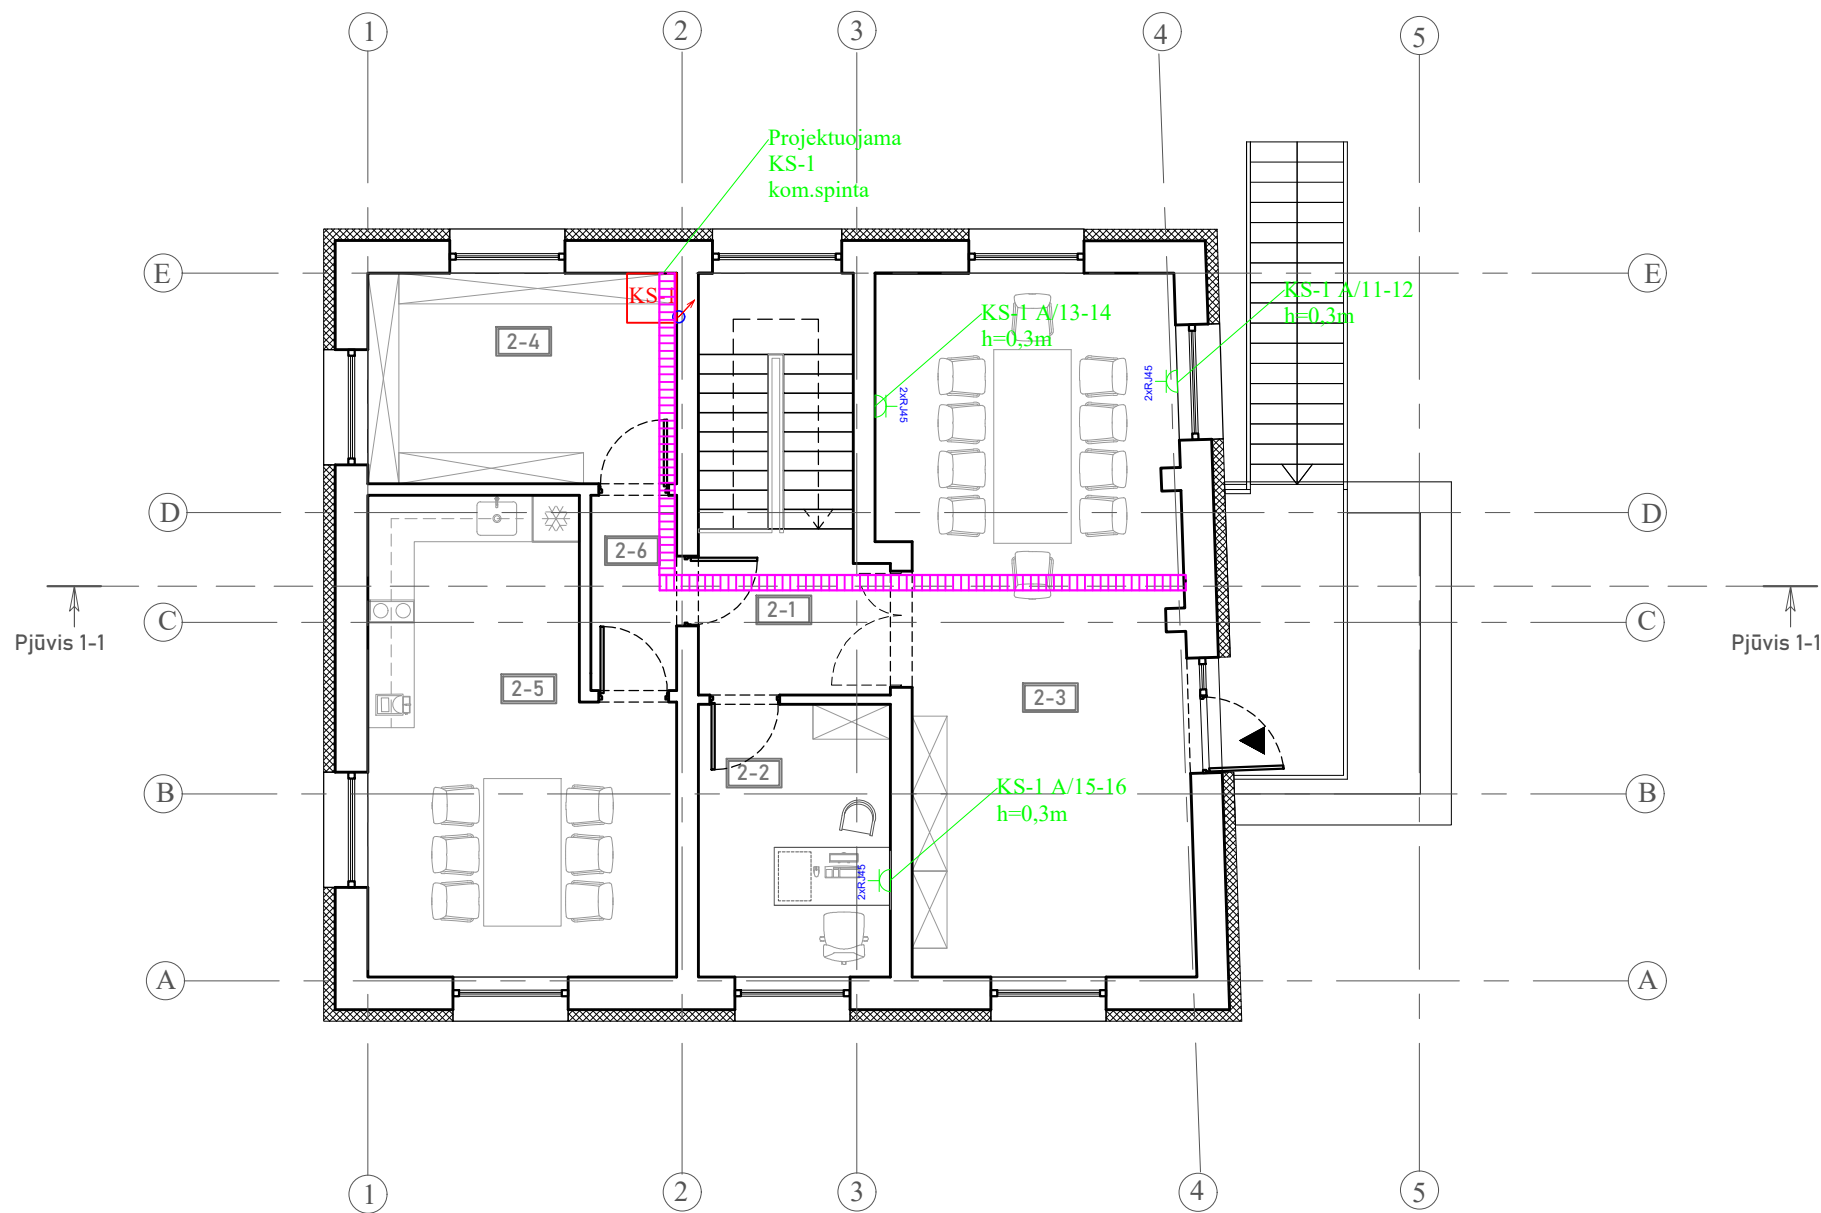 1
2
3
4
5
Projektuojama
KS-1
kom.spinta
E
E
KS-1
KS-1 A/13-14
h=0,3m
KS-1 A/11-12
h=0,3m
2-4
2xRJ45
2xRJ45
D
D
2-6
2-1
C
C
Pjūvis 1-1
Pjūvis 1-1
2-5
2-3
2-2
B
B
KS-1 A/15-16
h=0,3m
2xRJ45
A
A
1
2
3
4
5